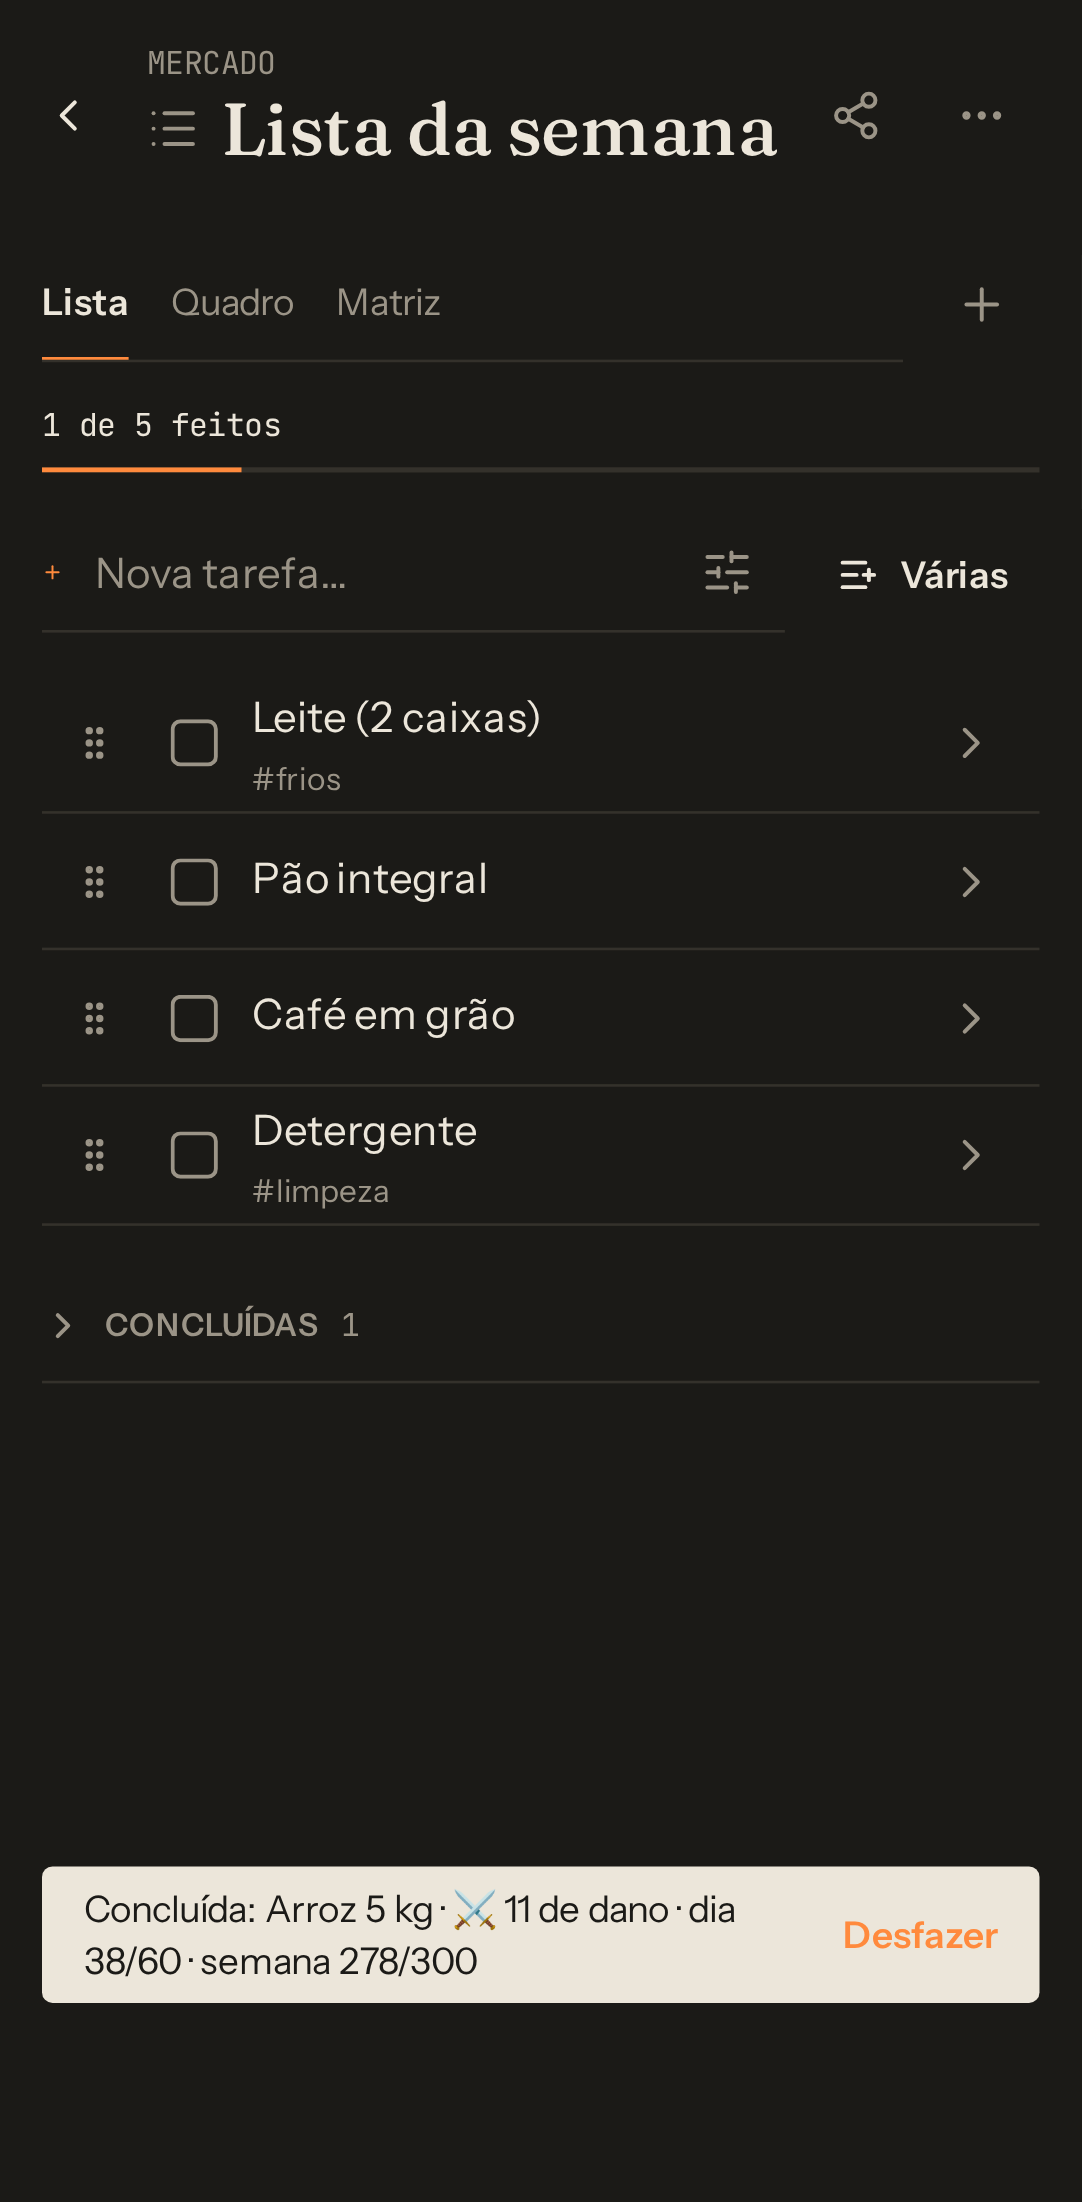 MERCADO
Lista da semana
Lista Quadro Matriz
1 de 5 feitos
+ Nova tarefa... Várias
Leite (2 caixas)
#frios
Pão integral
Café em grão
Detergente
#limpeza
CONCLUÍDAS 1
Concluída: Arroz 5 kg · ⚔️ 11 de dano · dia
38/60 · semana 278/300
Desfazer